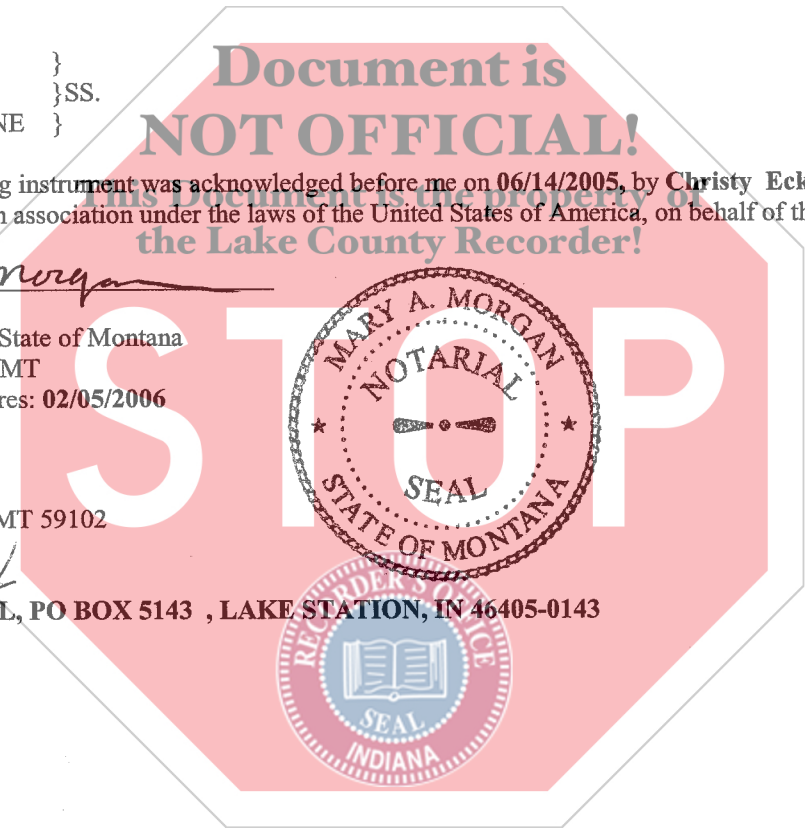 }
Document is
}SS.
NE }
NOT OFFICIAL!
g instrument was acknowledged before me on 06/14/2005, by Christy Eck
This Document is the property of
n association under the laws of the United States of America, on behalf of th
the Lake County Recorder!
Morgan
State of Montana
MT
res: 02/05/2006
STOP
MARY A. MORGAN
NOTARIAL
SEAL
STATE OF MONTANA
MT 59102
L, PO BOX 5143 , LAKE STATION, IN 46405-0143
RECORDER'S OFFICE
SEAL
INDIANA